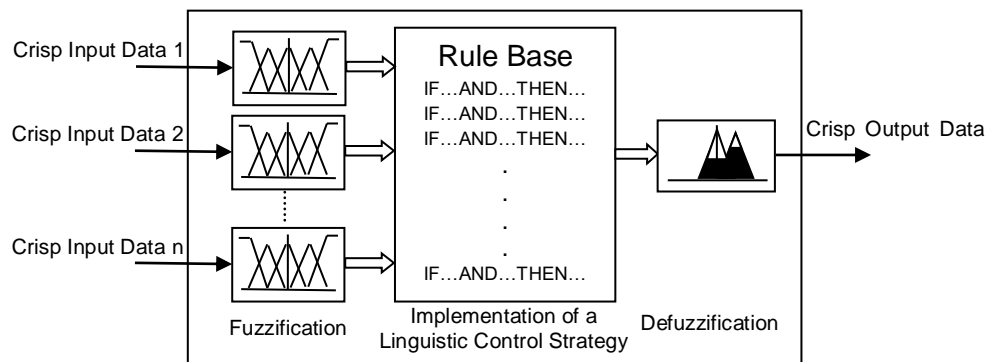 Crisp Input Data 1
Crisp Input Data 2
Crisp Input Data n
Fuzzification
Rule Base
IF…AND…THEN…
IF…AND…THEN…
IF…AND…THEN…
.
.
.
.
IF…AND…THEN…
Implementation of a
Linguistic Control Strategy
Defuzzification
Crisp Output Data